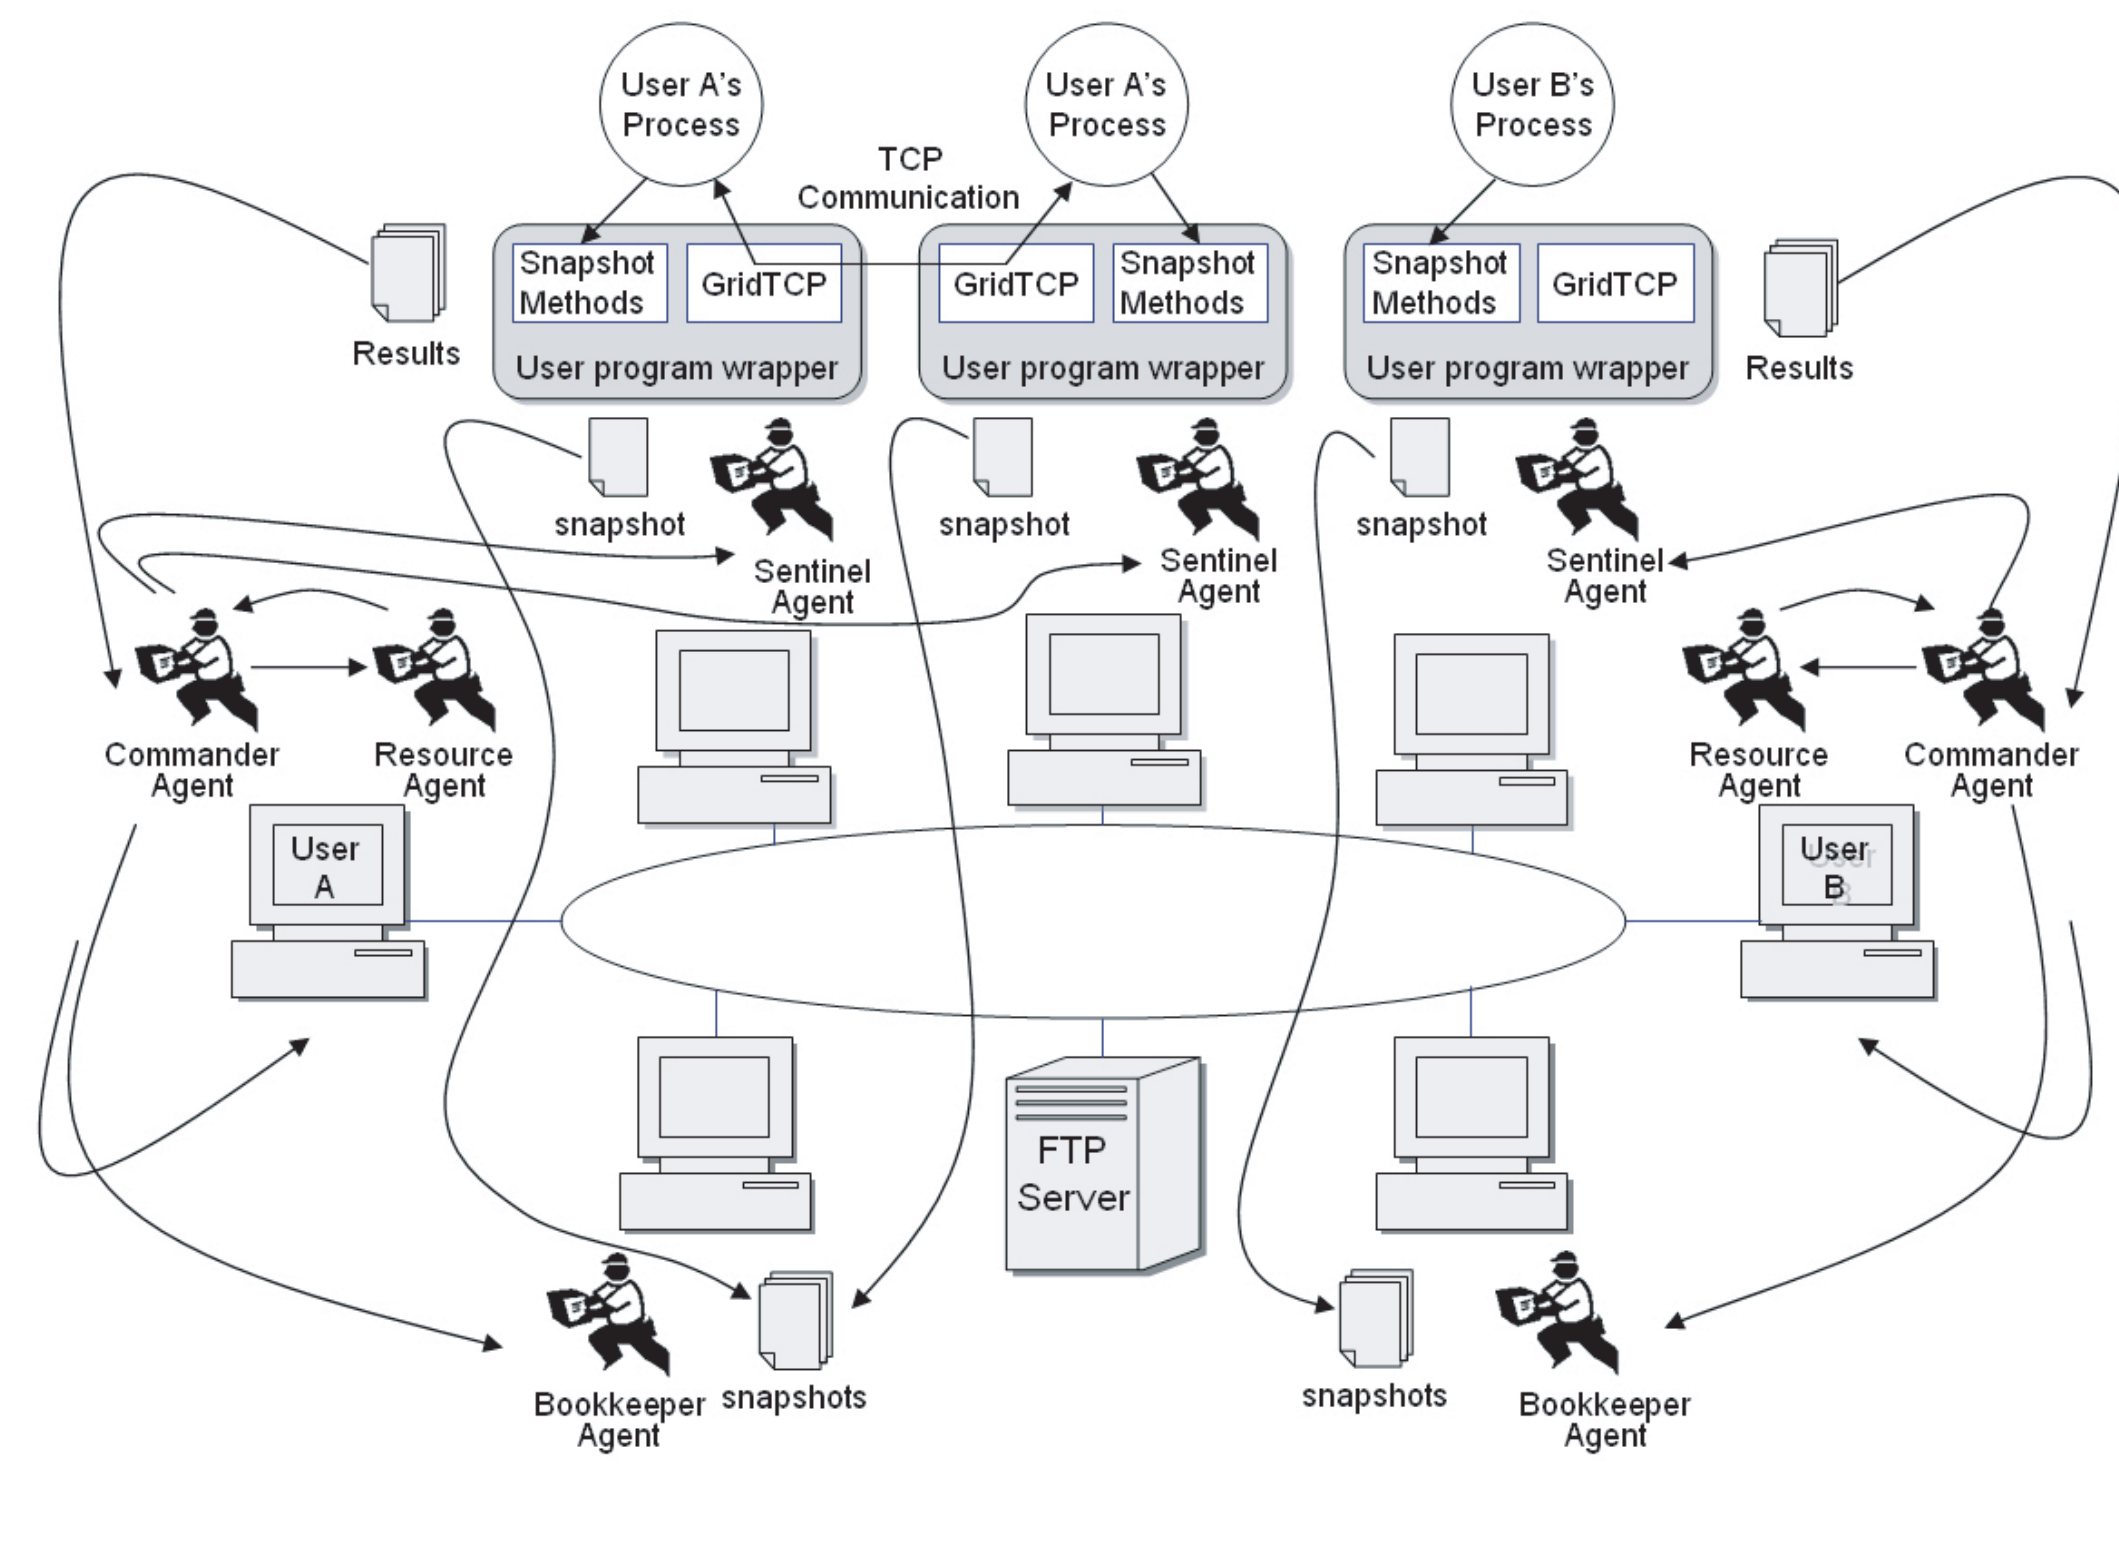 User A's
Process
User A's
Process
User B's
Process
TCP
Communication
Snapshot
Methods
GridTCP
User program wrapper
GridTCP
Snapshot
Methods
User program wrapper
Snapshot
Methods
GridTCP
User program wrapper
Results
Results
snapshot
Sentinel
Agent
snapshot
Sentinel
Agent
snapshot
Sentinel
Agent
Commander
Agent
Resource
Agent
Resource
Agent
Commander
Agent
User
A
User
B
FTP
Server
Bookkeeper
Agent
snapshots
snapshots
Bookkeeper
Agent